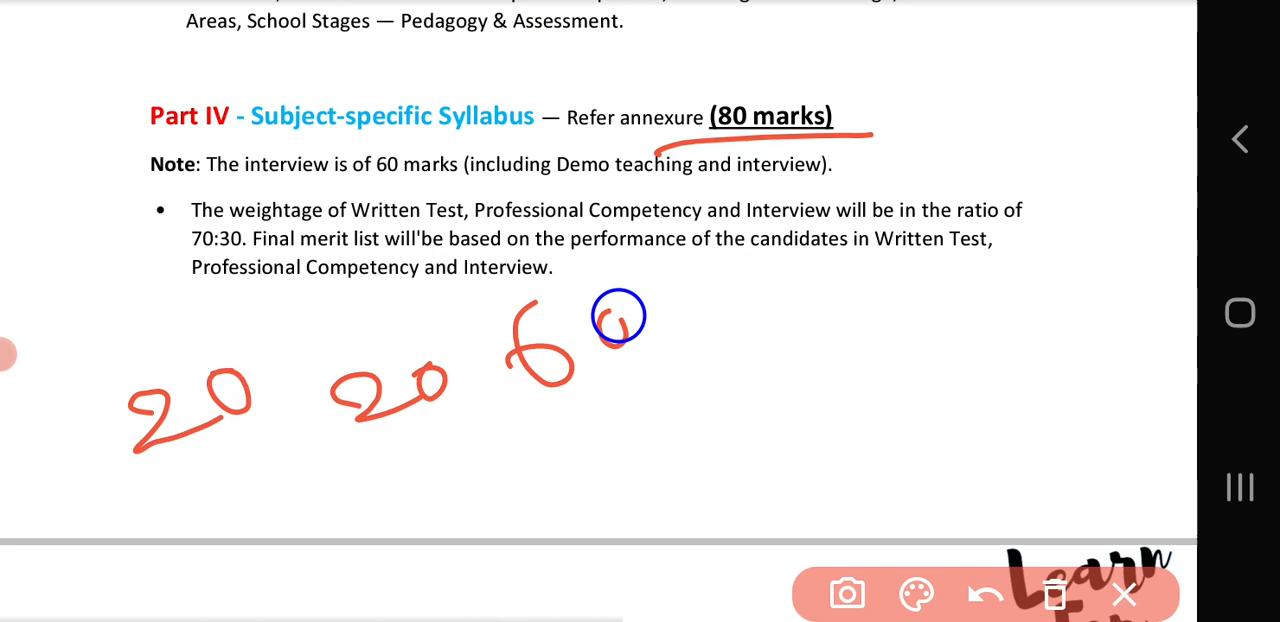 Areas, School Stages — Pedagogy & Assessment.
Part IV - Subject-specific Syllabus — Refer annexure (80 marks)
Note: The interview is of 60 marks (including Demo teaching and interview).
• The weightage of Written Test, Professional Competency and Interview will be in the ratio of
70:30. Final merit list will'be based on the performance of the candidates in Written Test,
Professional Competency and Interview.
20 20 60
Learn